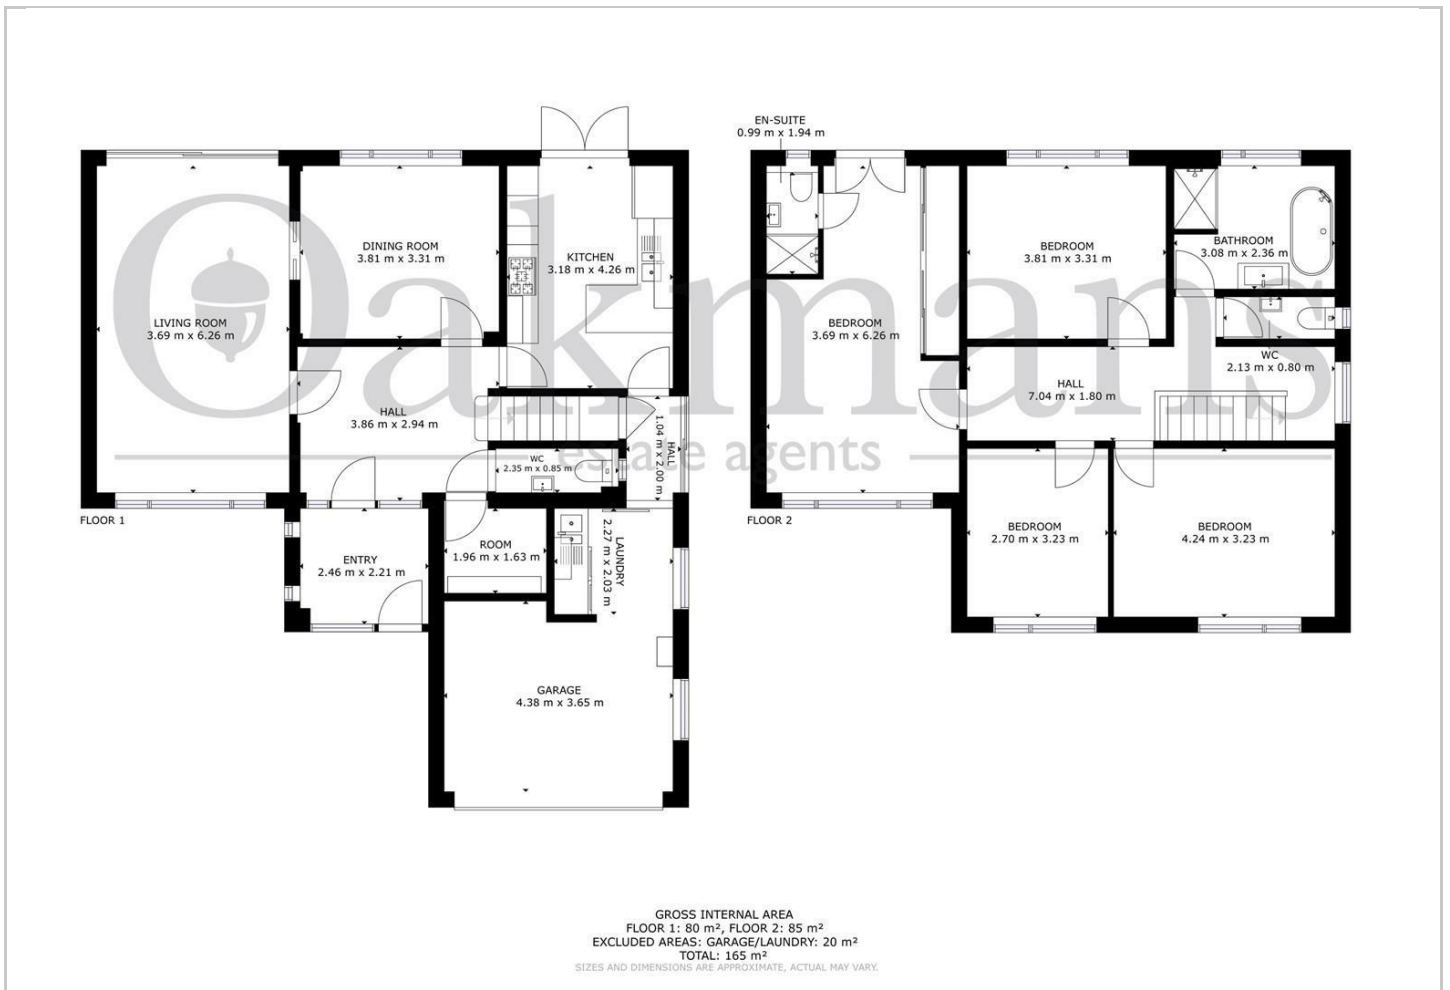 Oakmans
estate agents
LIVING ROOM
3.69 m x 6.26 m
DINING ROOM
3.81 m x 3.31 m
KITCHEN
3.18 m x 4.26 m
HALL
3.86 m x 2.94 m
WC
2.35 m x 0.85 m
HALL
1.04 m x 2.00 m
FLOOR 1
ENTRY
2.46 m x 2.21 m
ROOM
1.96 m x 1.63 m
LAUNDRY
2.27 m x 2.03 m
GARAGE
4.38 m x 3.65 m
EN-SUITE
0.99 m x 1.94 m
BEDROOM
3.69 m x 6.26 m
BEDROOM
3.81 m x 3.31 m
BATHROOM
3.08 m x 2.36 m
WC
2.13 m x 0.80 m
HALL
7.04 m x 1.80 m
FLOOR 2
BEDROOM
2.70 m x 3.23 m
BEDROOM
4.24 m x 3.23 m
GROSS INTERNAL AREA
FLOOR 1: 80 m², FLOOR 2: 85 m²
EXCLUDED AREAS: GARAGE/LAUNDRY: 20 m²
TOTAL: 165 m²
SIZES AND DIMENSIONS ARE APPROXIMATE, ACTUAL MAY VARY.